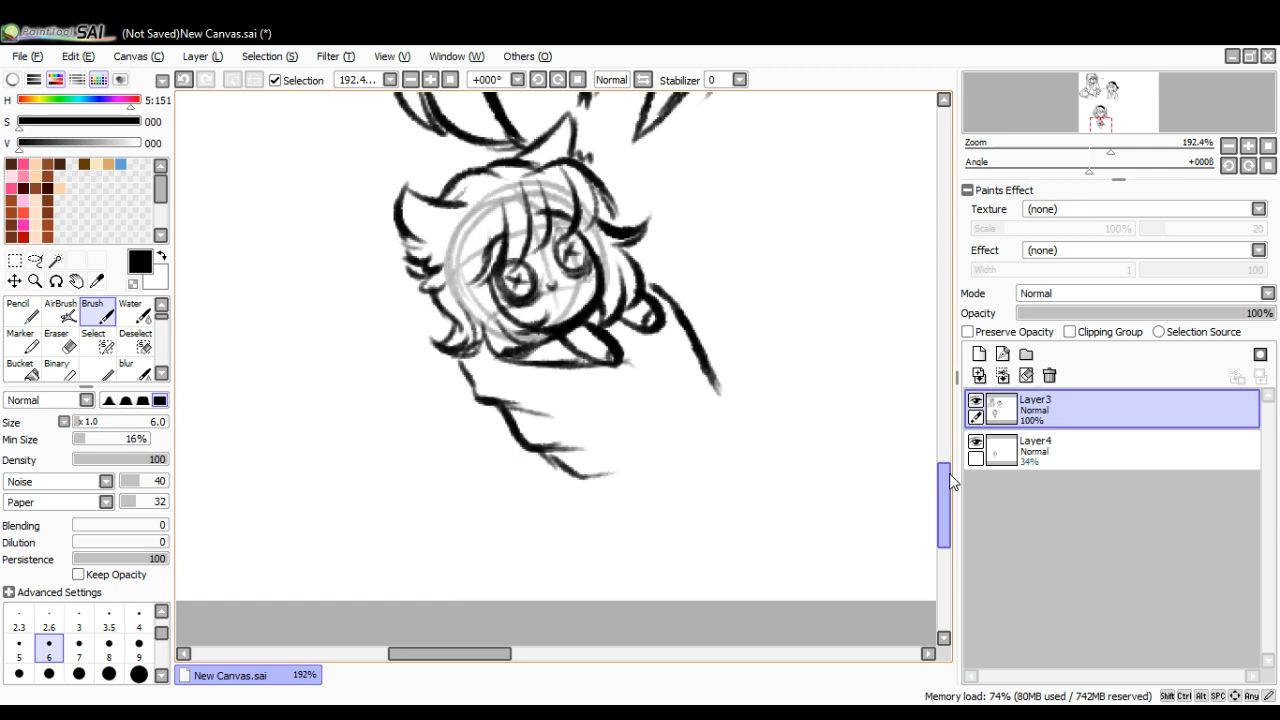 PaintTool SAI (Not Saved)New Canvas.sai (*)
File (F) Edit (E) Canvas (C) Layer (L) Selection (S) Filter (T) View (V) Window (W) Others (O)
Selection 192.4... +000° Normal Stabilizer 0
H 5:151
S 000
V 000
Zoom 192.4%
Angle +000ß
Paints Effect
Texture (none)
Scale 100% 20
Effect (none)
Width 1 100
Mode Normal
Opacity 100%
Preserve Opacity Clipping Group Selection Source
Pencil AirBrush Brush Water
Marker Eraser Select Deselect
Bucket Binary blur
Normal
Size x 1.0 6.0
Min Size 16%
Density 100
Noise 40
Paper 32
Blending 0
Dilution 0
Persistence 100
Keep Opacity
Advanced Settings
2.3 2.6 3 3.5 4
5 6 7 8 9
Layer3
Normal
100%
Layer4
Normal
34%
New Canvas.sai 192%
Memory load: 74% (80MB used / 742MB reserved) Shift Ctrl Alt SPC Any